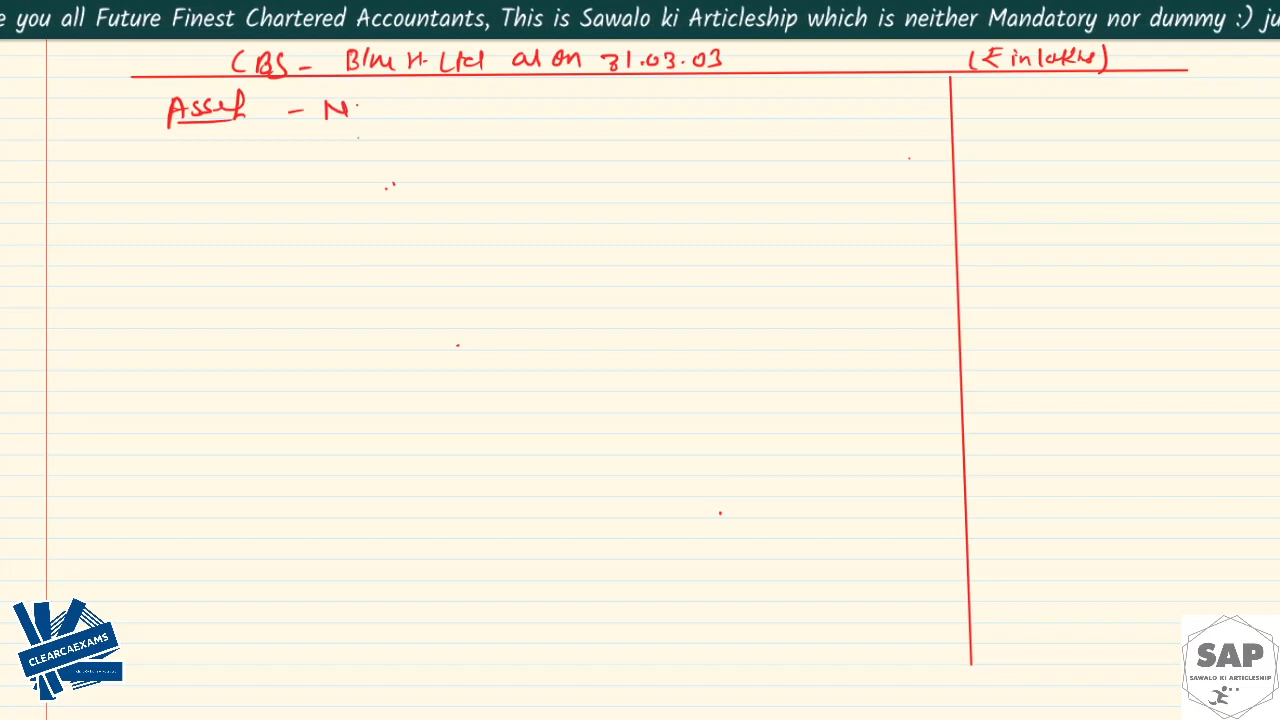 e you all Future Finest Chartered Accountants, This is Sawalo ki Articleship which is neither Mandatory nor dummy :) ju
CBS - Blue H. Ltd as on 31.03.03 (₹ in lakhs)
Assets - N
CLEARCAEXAMS
SAP
SAWALO KI ARTICLESHIP